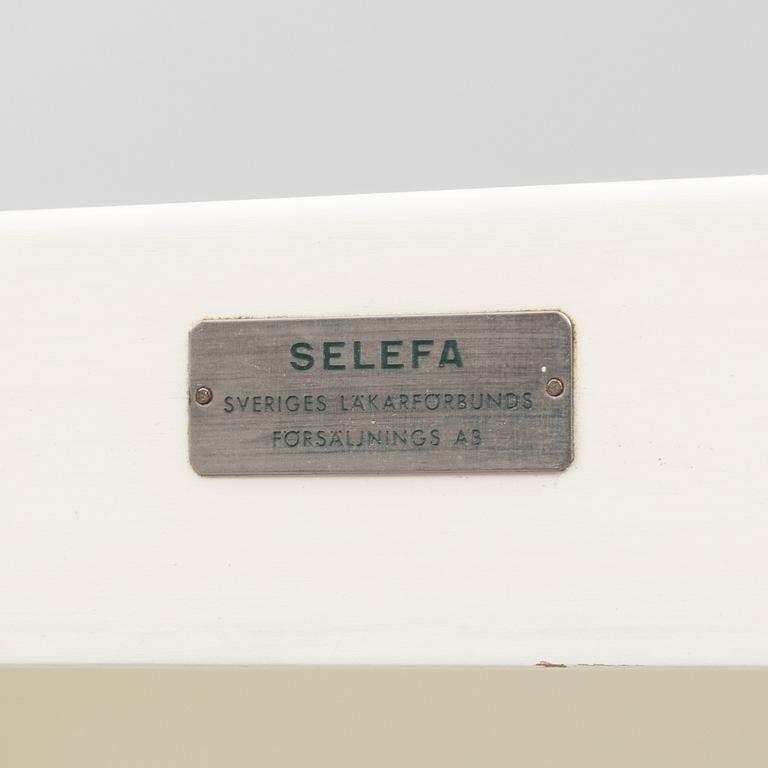 SELEFA
SVERIGES LÄKARFÖRBUNDS
FÖRSÄLJNINGS AB